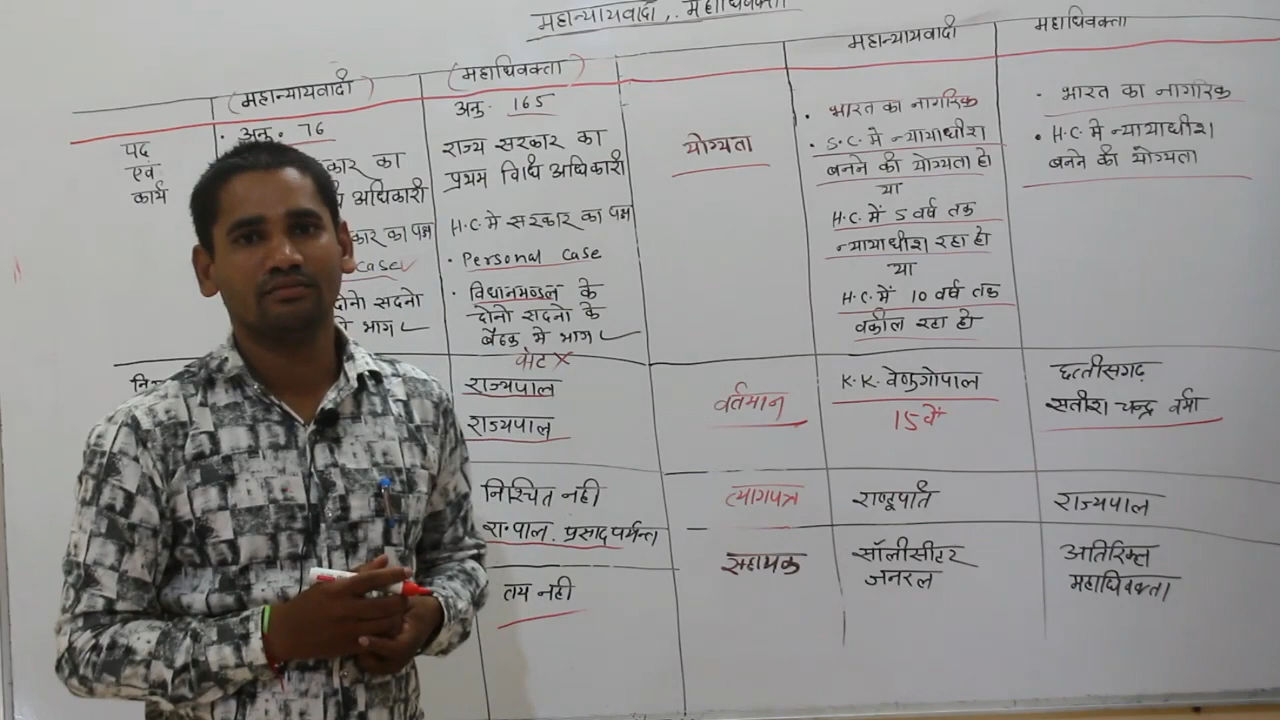 महान्यायवादी, महाधिवक्ता
(महान्यायवादी)
(महाधिवक्ता)
महान्यायवादी
महाधिवक्ता
पद
एवं
कार्य
• अनु. 76
कार का
अधिकारी
कार का पक्ष
case
दोनो सदनो
भाग
अनु. 165
राज्य सरकार का
प्रथम विधि अधिकारी
H.C. मे सरकार का पक्ष
• Personal Case
• विधानमण्डल के
दोनो सदनो के
बैठक मे भाग
वोट X
राज्यपाल
राज्यपाल
निश्चित नही
रा.पाल. प्रसादपर्यन्त
तय नही
योग्यता
• भारत का नागरिक
• S.C. मे न्यायाधीश
बनने की योग्यता हो
या
H.C. में 5 वर्ष तक
न्यायाधीश रहा हो
या
H.C. में 10 वर्ष तक
वकील रहा हो
• भारत का नागरिक
• H.C मे न्यायाधीश
बनने की योग्यता
वर्तमान
K.K. वेणुगोपाल
15 वें
छत्तीसगढ़
सतीश चन्द्र वर्मा
त्यागपत्र
राष्ट्रपति
राज्यपाल
सहायक
सॉलीसीटर
जनरल
अतिरिक्त
महाधिवक्ता